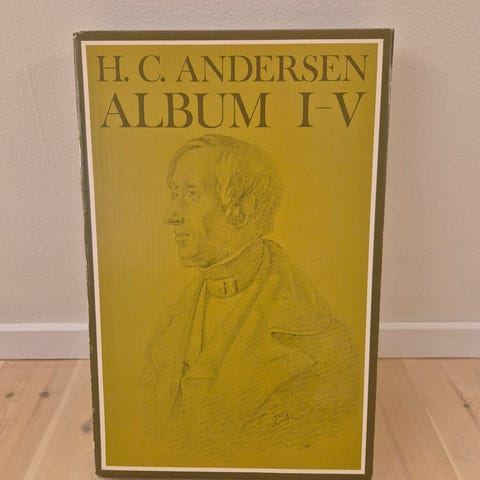 H. C. ANDERSEN
ALBUM I–V